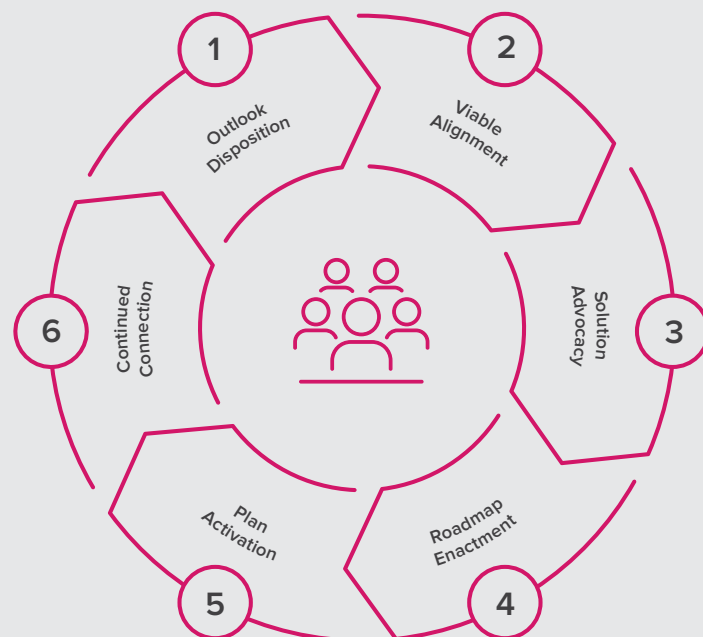 1
Outlook
Disposition
2
Viable
Alignment
3
Solution
Advocacy
4
Roadmap
Enactment
5
Plan
Activation
6
Continued
Connection